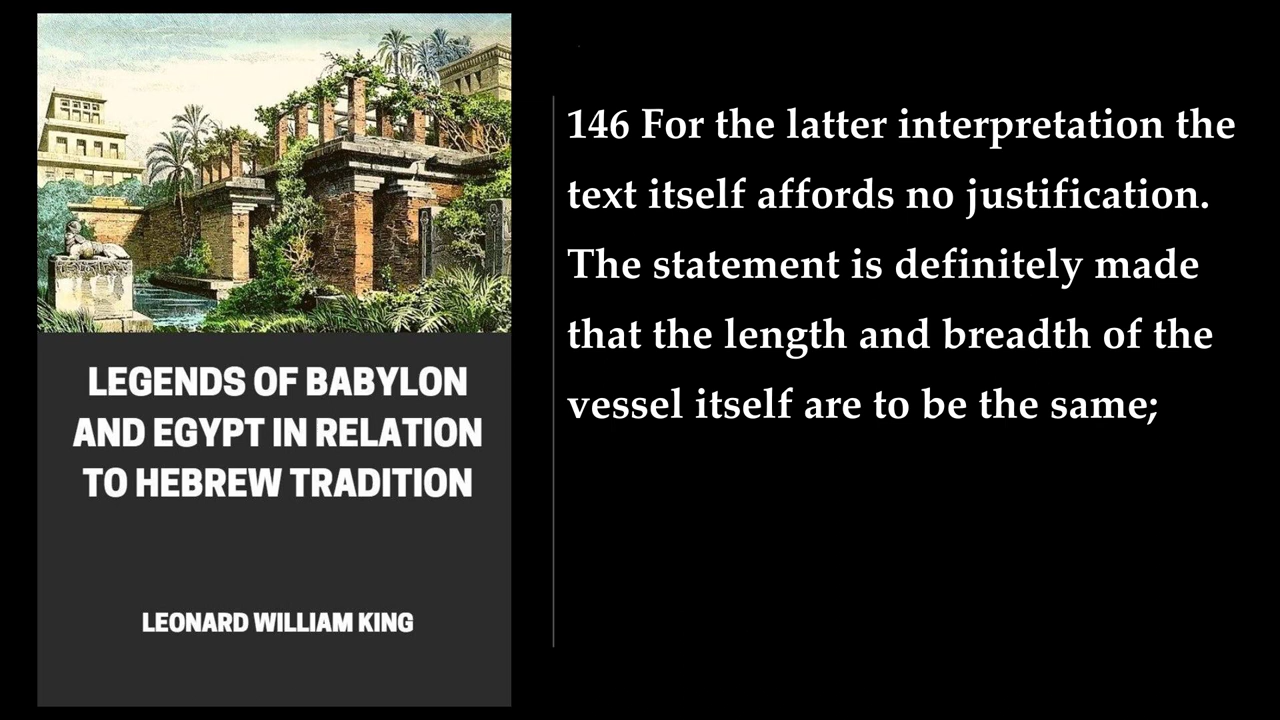 LEGENDS OF BABYLON
AND EGYPT IN RELATION
TO HEBREW TRADITION
LEONARD WILLIAM KING
146 For the latter interpretation the
text itself affords no justification.
The statement is definitely made
that the length and breadth of the
vessel itself are to be the same;